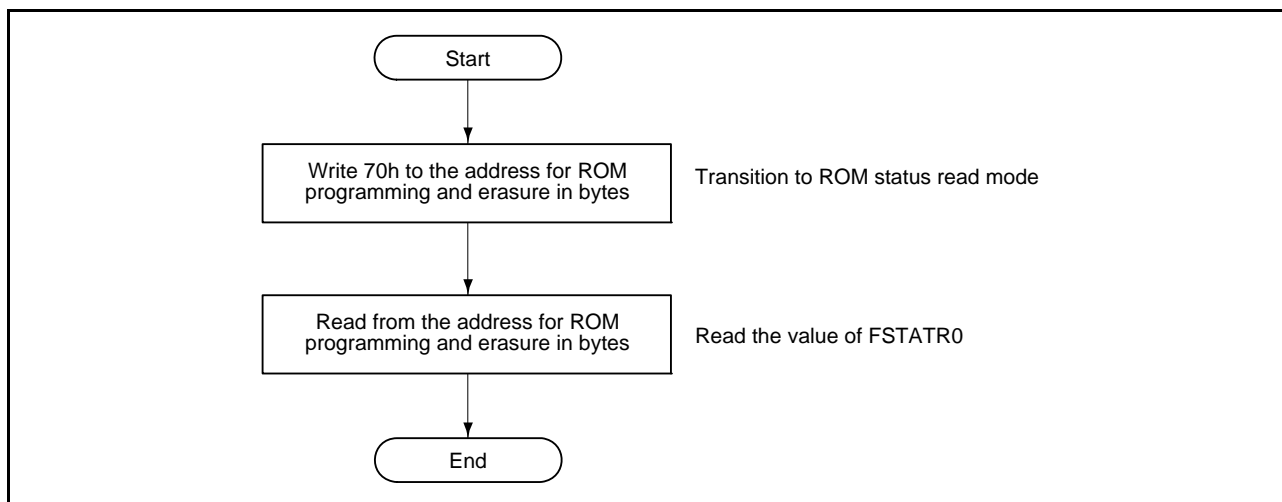 Start
Write 70h to the address for ROM
programming and erasure in bytes
Transition to ROM status read mode
Read from the address for ROM
programming and erasure in bytes
Read the value of FSTATR0
End